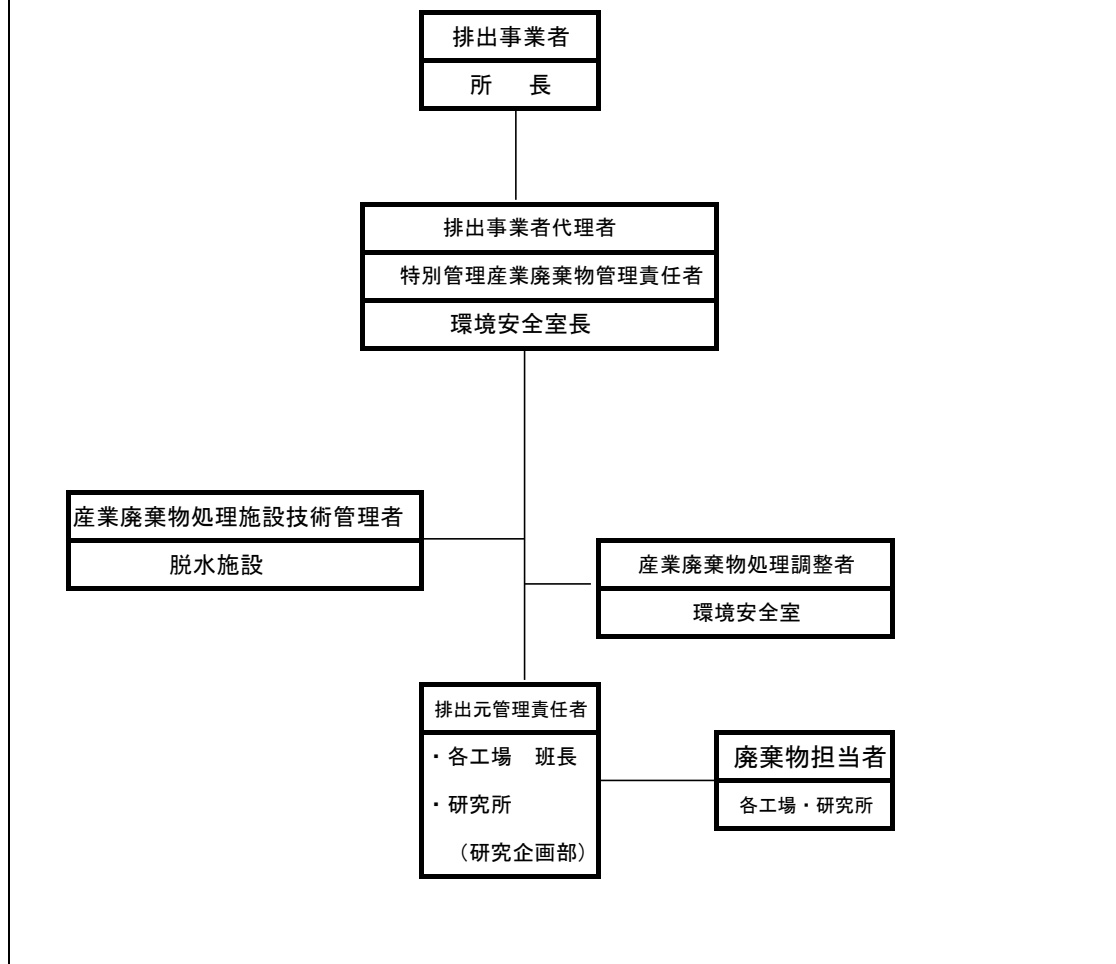 排出事業者
所　長
排出事業者代理者
特別管理産業廃棄物管理責任者
環境安全室長
産業廃棄物処理施設技術管理者
脱水施設
産業廃棄物処理調整者
環境安全室
排出元管理責任者
・各工場　班長
・研究所
（研究企画部）
廃棄物担当者
各工場・研究所